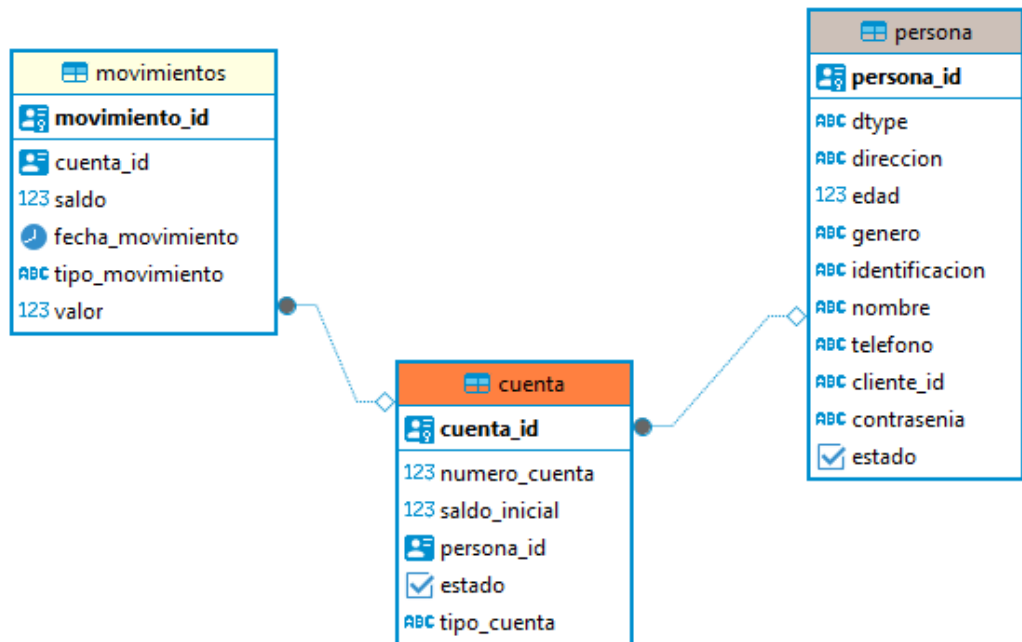 movimientos
movimiento_id
cuenta_id
123 saldo
fecha_movimiento
ABC tipo_movimiento
123 valor
cuenta
cuenta_id
123 numero_cuenta
123 saldo_inicial
persona_id
estado
ABC tipo_cuenta
persona
persona_id
ABC dtype
ABC direccion
123 edad
ABC genero
ABC identificacion
ABC nombre
ABC telefono
ABC cliente_id
ABC contrasenia
estado